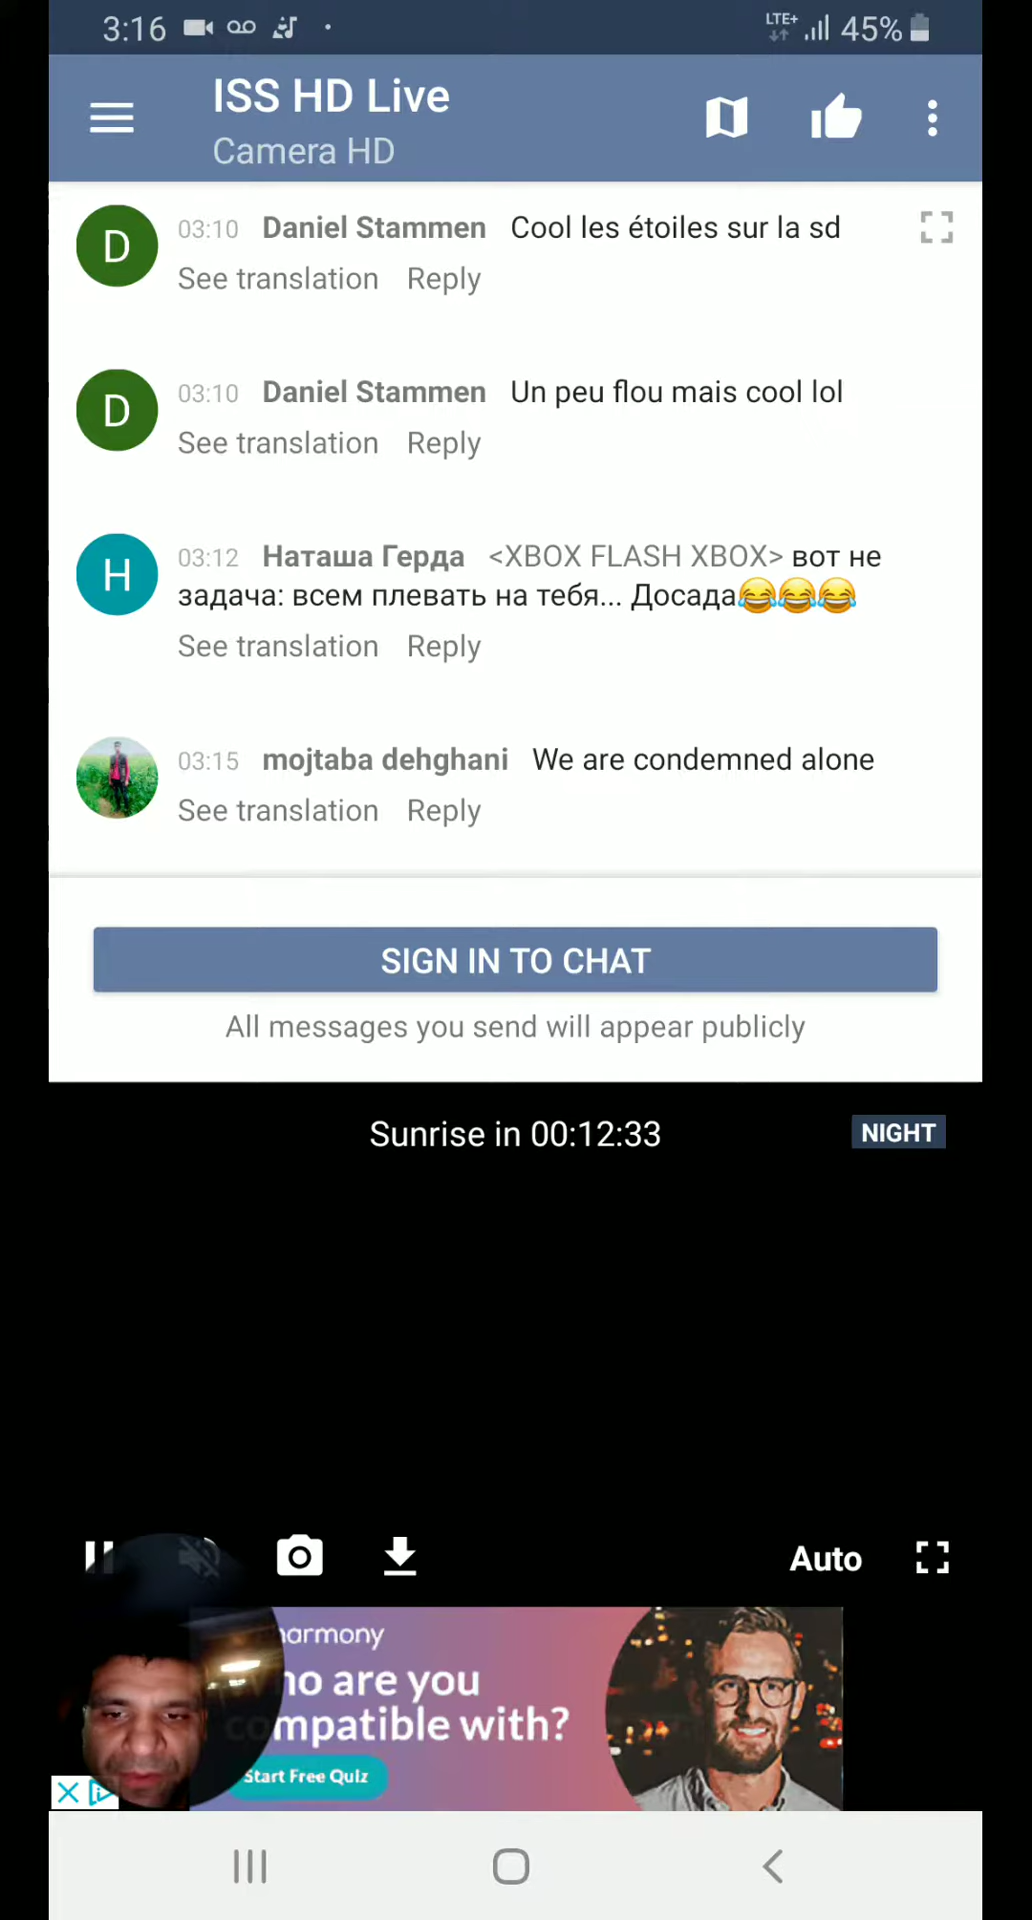 3:16 LTE+ 45%
ISS HD Live
Camera HD
D 03:10 Daniel Stammen Cool les étoiles sur la sd
See translation Reply
D 03:10 Daniel Stammen Un peu flou mais cool lol
See translation Reply
H 03:12 Наташа Герда <XBOX FLASH XBOX> вот не
задача: всем плевать на тебя... Досада😂😂😂
See translation Reply
03:15 mojtaba dehghani We are condemned alone
See translation Reply
SIGN IN TO CHAT
All messages you send will appear publicly
Sunrise in 00:12:33 NIGHT
Auto
harmony
ho are you
compatible with?
Start Free Quiz